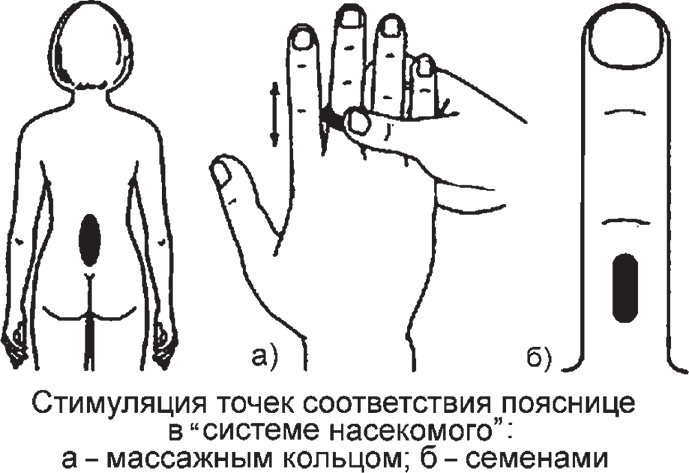 а)
б)
Стимуляция точек соответствия пояснице
в “системе насекомого”:
а – массажным кольцом; б – семенами